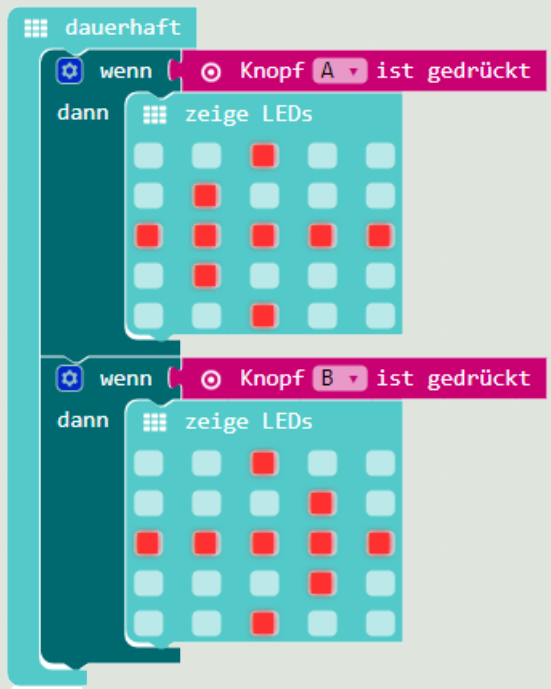 dauerhaft
wenn Knopf A ist gedrückt
dann zeige LEDs
wenn Knopf B ist gedrückt
dann zeige LEDs